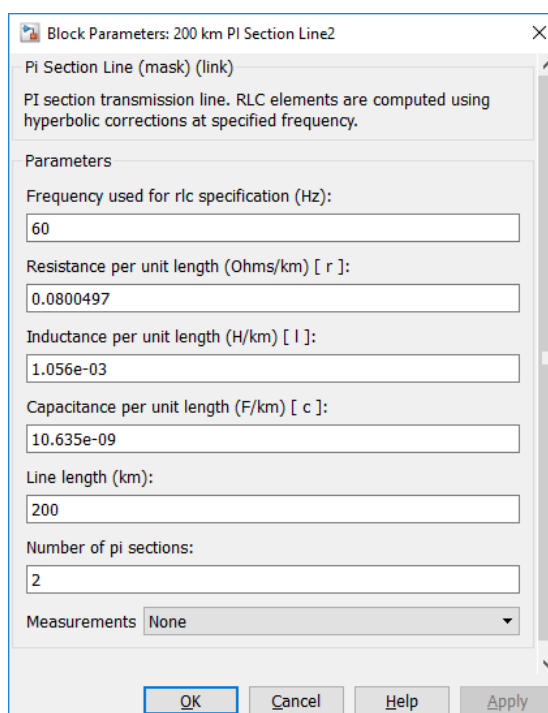 Block Parameters: 200 km PI Section Line2
Pi Section Line (mask) (link)
PI section transmission line. RLC elements are computed using
hyperbolic corrections at specified frequency.
Parameters
Frequency used for rlc specification (Hz):
60
Resistance per unit length (Ohms/km) [ r ]:
0.0800497
Inductance per unit length (H/km) [ l ]:
1.056e-03
Capacitance per unit length (F/km) [ c ]:
10.635e-09
Line length (km):
200
Number of pi sections:
2
Measurements None
OK Cancel Help Apply